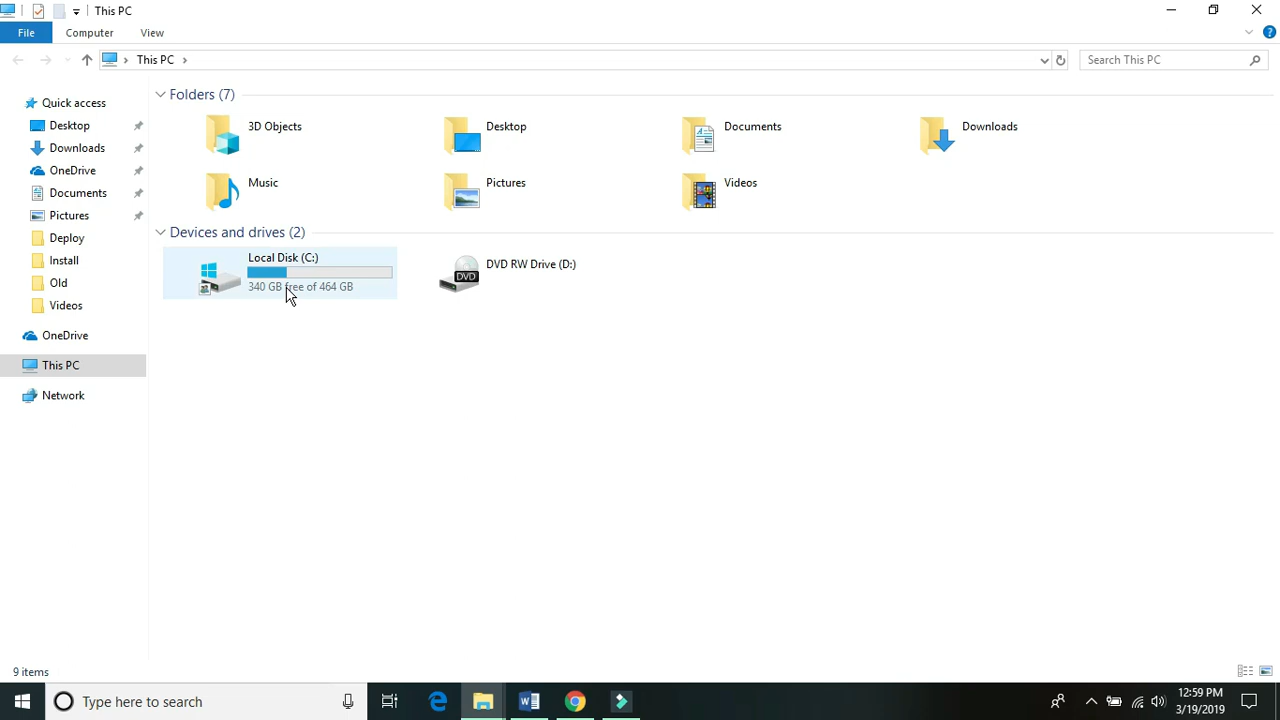 This PC
File
Computer
View
This PC
Search This PC
Quick access
Desktop
Downloads
OneDrive
Documents
Pictures
Deploy
Install
Old
Videos
OneDrive
This PC
Network
Folders (7)
3D Objects
Desktop
Documents
Downloads
Music
Pictures
Videos
Devices and drives (2)
Local Disk (C:)
340 GB free of 464 GB
DVD
DVD RW Drive (D:)
9 items
Type here to search
12:59 PM
3/19/2019